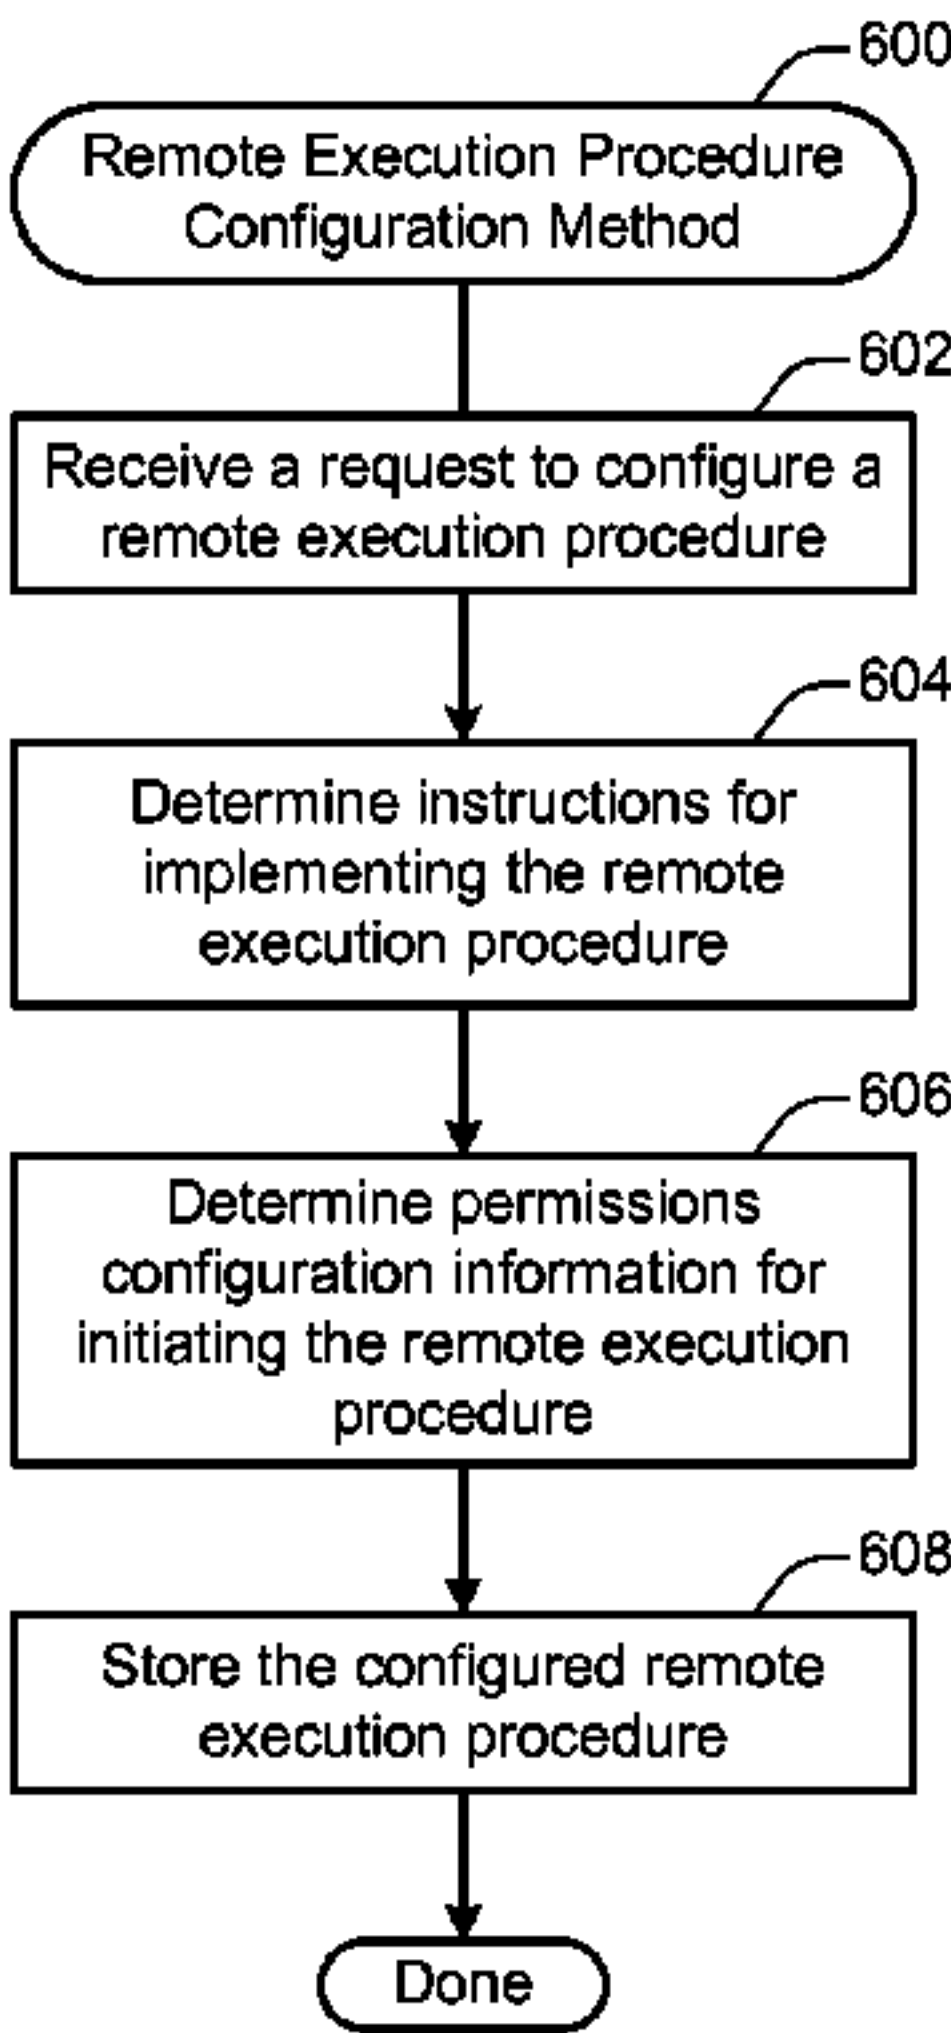 600
Remote Execution Procedure
Configuration Method
602
Receive a request to configure a
remote execution procedure
604
Determine instructions for
implementing the remote
execution procedure
606
Determine permissions
configuration information for
initiating the remote execution
procedure
608
Store the configured remote
execution procedure
Done